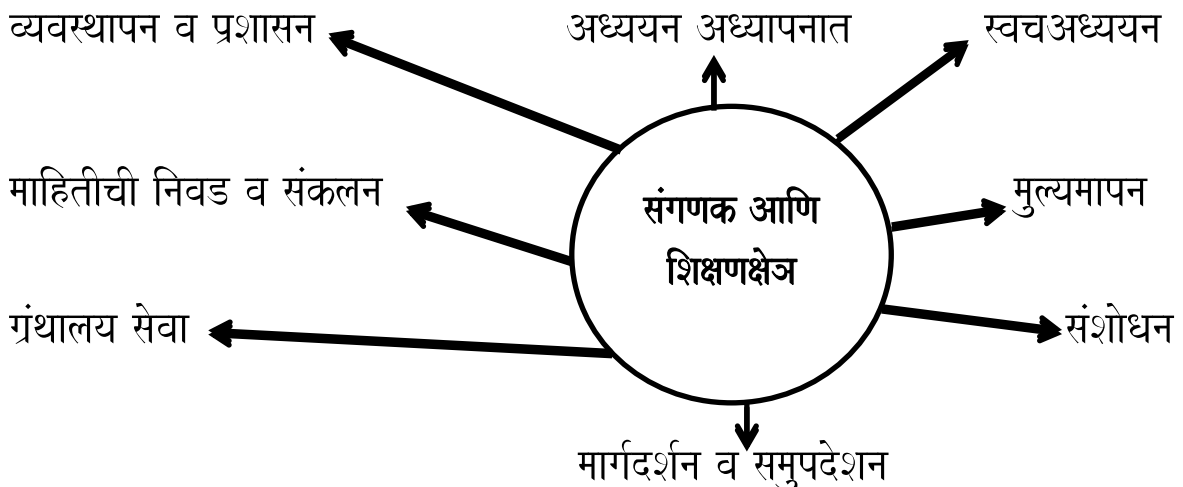 व्यवस्थापन व प्रशासन
अध्ययन अध्यापनात
स्वचअध्ययन
माहितीची निवड व संकलन
संगणक आणि
शिक्षणक्षेत्र
मुल्यमापन
ग्रंथालय सेवा
संशोधन
मार्गदर्शन व समुपदेशन